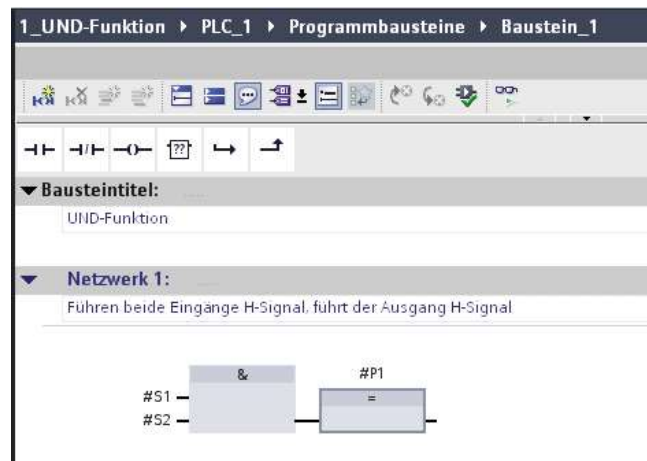 1_UND-Funktion ▸ PLC_1 ▸ Programmbausteine ▸ Baustein_1
??
Bausteintitel:
UND-Funktion
Netzwerk 1:
Führen beide Eingänge H-Signal, führt der Ausgang H-Signal
& #P1
#S1 =
#S2